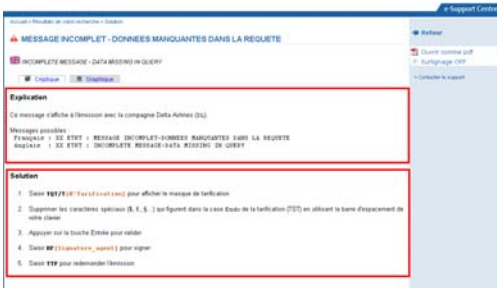 e-Support Centre
Accueil > Résultats de votre recherche > Solution
Retour
MESSAGE INCOMPLET - DONNEES MANQUANTES DANS LA REQUETE
Ouvrir comme pdf
Surlignage OFF
INCOMPLETE MESSAGE - DATA MISSING IN QUERY
> Contacter le support
Cryptique
Graphique
Explication
Ce message s'affiche à l'émission avec la compagnie Delta Airlines (DL).
Messages possibles :
Français : XX ETKT : MESSAGE INCOMPLET-DONNEES MANQUANTES DANS LA REQUETE
Anglais : XX ETKT : INCOMPLETE MESSAGE-DATA MISSING IN QUERY
Solution
1. Saisir TQT/T[N°Tarification] pour afficher le masque de tarification
2. Supprimer les caractères spéciaux ($, £, §...) qui figurent dans la case Endo de la tarification (TST) en utilisant la barre d'espacement de
votre clavier
3. Appuyer sur la touche Entrée pour valider
4. Saisir RF[Signature_agent] pour signer
5. Saisir TTP pour redemander l'émission